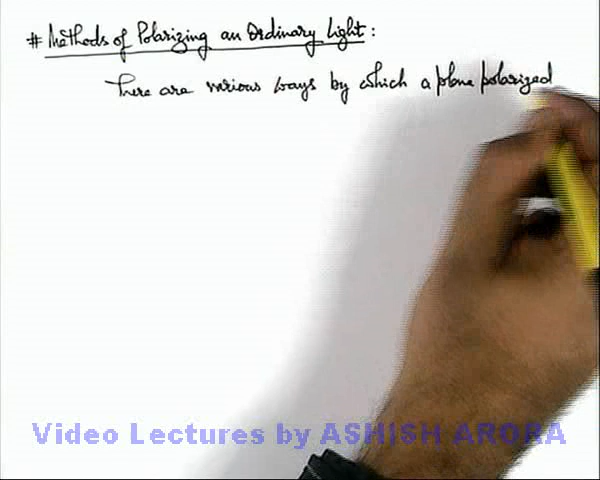 # Methods of Polarizing an Ordinary Light :
There are various ways by which a plane polarized
Video Lectures by ASHISH ARORA